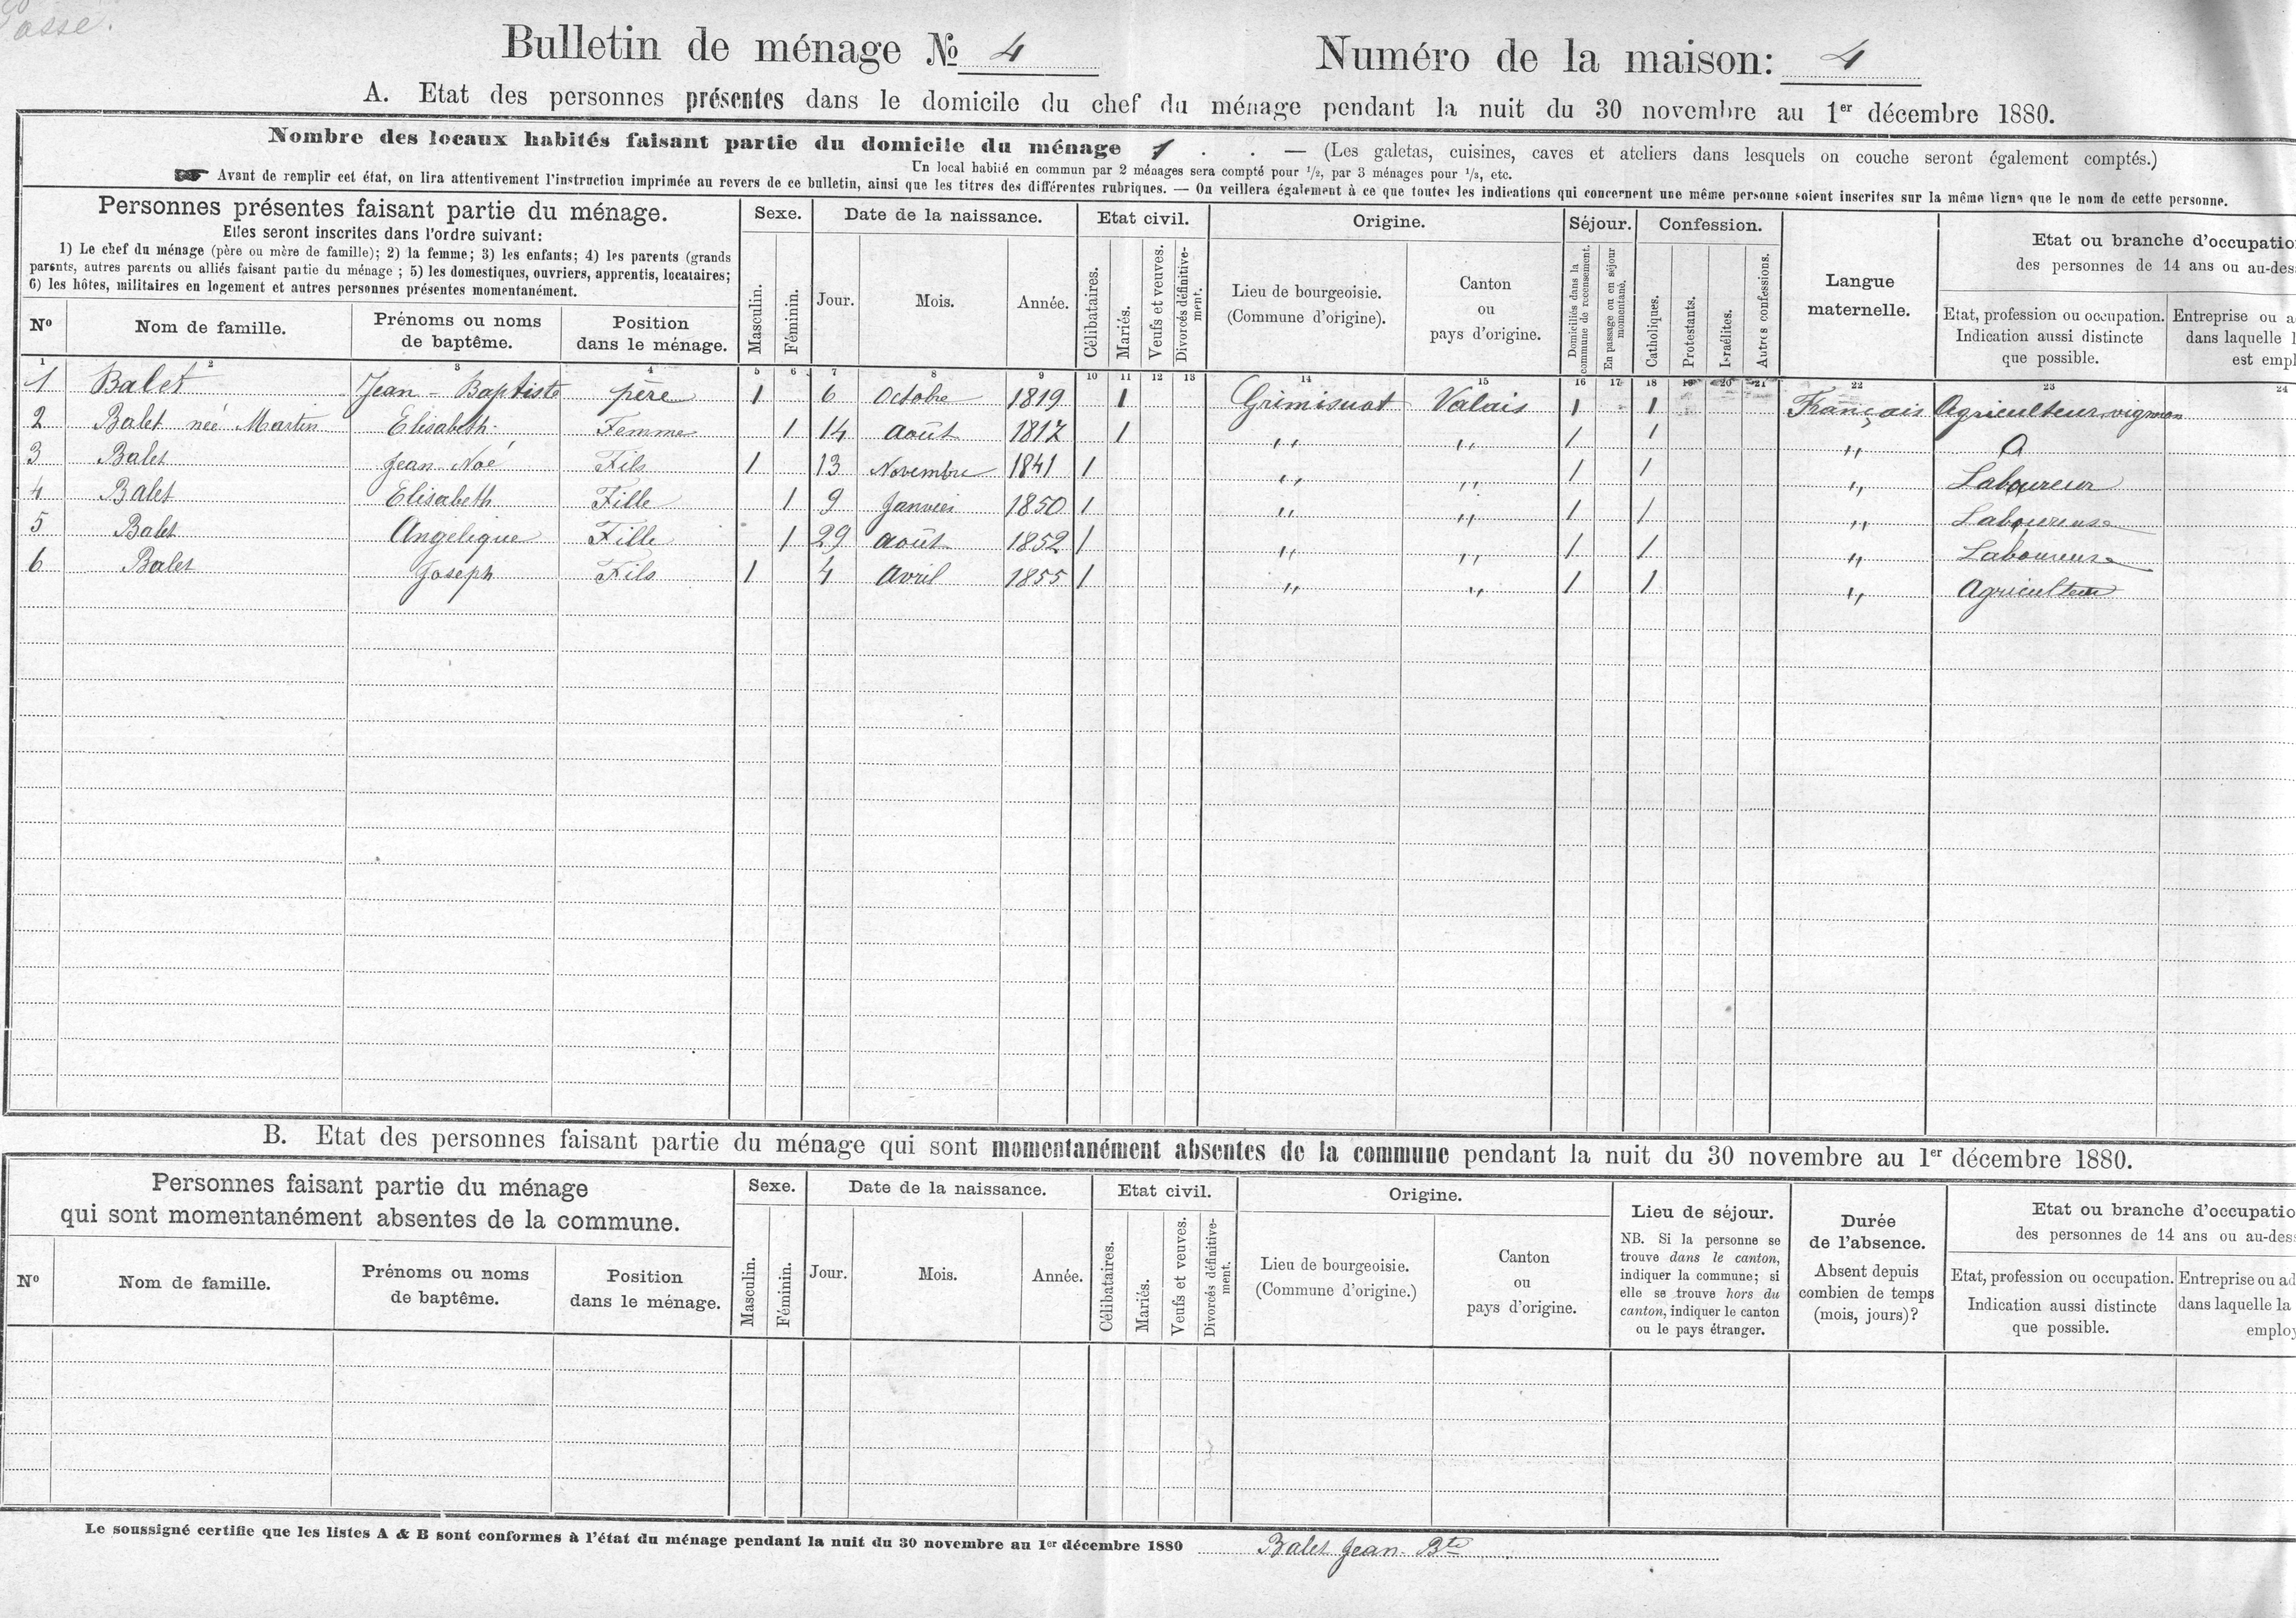 Passé.
Bulletin de ménage № 4 Numéro de la maison: 4
A. Etat des personnes présentes dans le domicile du chef du ménage pendant la nuit du 30 novembre au 1er décembre 1880.
Nombre des locaux habités faisant partie du domicile du ménage 1 . . — (Les galetas, cuisines, caves et ateliers dans lesquels on couche seront également comptés.)
Un local habité en commun par 2 ménages sera compté pour 1/2, par 3 ménages pour 1/3, etc.
☛ Avant de remplir cet état, on lira attentivement l'instruction imprimée au revers de ce bulletin, ainsi que les titres des différentes rubriques. — On veillera également à ce que toutes les indications qui concernent une même personne soient inscrites sur la même ligne que le nom de cette personne.
Personnes présentes faisant partie du ménage.
Elles seront inscrites dans l'ordre suivant:
1) Le chef du ménage (père ou mère de famille); 2) la femme; 3) les enfants; 4) les parents (grands
parents, autres parents ou alliés faisant partie du ménage ; 5) les domestiques, ouvriers, apprentis, locataires;
6) les hôtes, militaires en logement et autres personnes présentes momentanément.
Nº
Nom de famille.
Prénoms ou noms
de baptême.
Position
dans le ménage.
Sexe.
Masculin.
Féminin.
Date de la naissance.
Jour.
Mois.
Année.
Etat civil.
Célibataires.
Mariés.
Veufs et veuves.
Divorcés définitive-
ment.
Origine.
Lieu de bourgeoisie.
(Commune d'origine).
Canton
ou
pays d'origine.
Séjour.
Domiciliés dans la
commune de recensement.
En passage ou en séjour
momentané.
Confession.
Catholiques.
Protestants.
Israélites.
Autres confessions.
Langue
maternelle.
Etat ou branche d'occupatio
des personnes de 14 ans ou au-des
Etat, profession ou occupation.
Indication aussi distincte
que possible.
Entreprise ou a
dans laquelle l
est empl
1 2 3 4 5 6 7 8 9 10 11 12 13 14 15 16 17 18 19 20 21 22 23 24
1 Balet Jean-Baptiste père 1 6 Octobre 1819 1 Grimisuat Valais 1 1 Français Agriculteur vigneron
2 Balet née Martin Elisabeth Femme 1 14 Août 1817 1 " " 1 1 "
3 Balet Jean Noé Fils 1 13 Novembre 1841 1 " " 1 1 " Laboureur
4 Balet Elisabeth Fille 1 9 Janvier 1850 1 " " 1 1 " Laboureuse
5 Balet Angélique Fille 1 29 Août 1852 1 " " 1 1 " Laboureuse
6 Balet Joseph Fils 1 4 Avril 1855 1 " " 1 1 " Agriculteur
B. Etat des personnes faisant partie du ménage qui sont momentanément absentes de la commune pendant la nuit du 30 novembre au 1er décembre 1880.
Personnes faisant partie du ménage
qui sont momentanément absentes de la commune.
Nº
Nom de famille.
Prénoms ou noms
de baptême.
Position
dans le ménage.
Sexe.
Masculin.
Féminin.
Date de la naissance.
Jour.
Mois.
Année.
Etat civil.
Célibataires.
Mariés.
Veufs et veuves.
Divorcés définitive-
ment.
Origine.
Lieu de bourgeoisie.
(Commune d'origine.)
Canton
ou
pays d'origine.
Lieu de séjour.
NB. Si la personne se
trouve dans le canton,
indiquer la commune; si
elle se trouve hors du
canton, indiquer le canton
ou le pays étranger.
Durée
de l'absence.
Absent depuis
combien de temps
(mois, jours)?
Etat ou branche d'occupatio
des personnes de 14 ans ou au-des
Etat, profession ou occupation.
Indication aussi distincte
que possible.
Entreprise ou ad
dans laquelle la
employ
Le soussigné certifie que les listes A & B sont conformes à l'état du ménage pendant la nuit du 30 novembre au 1er décembre 1880 Balet Jean-Bte